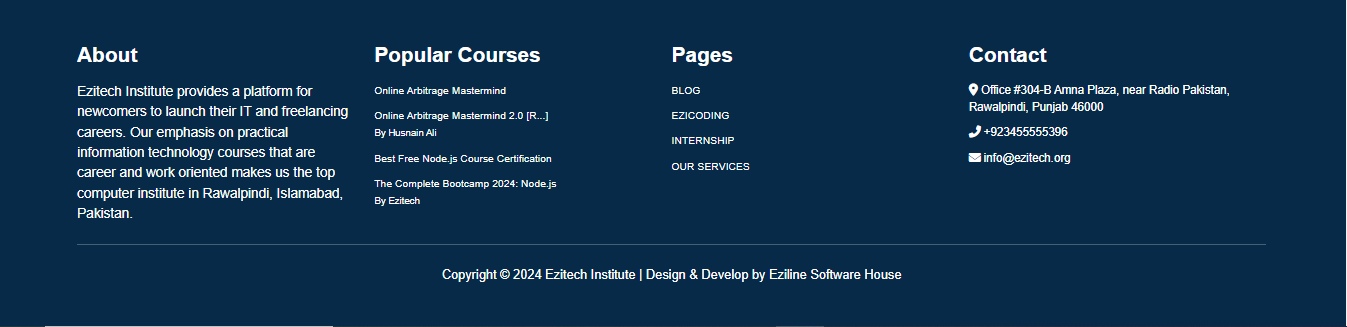 About
Ezitech Institute provides a platform for
newcomers to launch their IT and freelancing
careers. Our emphasis on practical
information technology courses that are
career and work oriented makes us the top
computer institute in Rawalpindi, Islamabad,
Pakistan.
Popular Courses
Online Arbitrage Mastermind
Online Arbitrage Mastermind 2.0 [R...]
By Husnain Ali
Best Free Node.js Course Certification
The Complete Bootcamp 2024: Node.js
By Ezitech
Pages
BLOG
EZICODING
INTERNSHIP
OUR SERVICES
Contact
Office #304-B Amna Plaza, near Radio Pakistan,
Rawalpindi, Punjab 46000
+923455555396
info@ezitech.org
Copyright © 2024 Ezitech Institute | Design & Develop by Eziline Software House